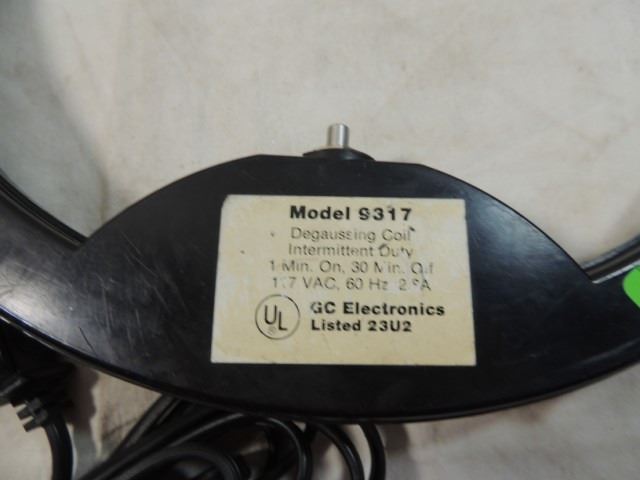 Model 9317
Degaussing Coil
Intermittent Duty
1 Min. On, 30 Min. Off
117 VAC, 60 Hz
UL
GC Electronics
Listed 23U2